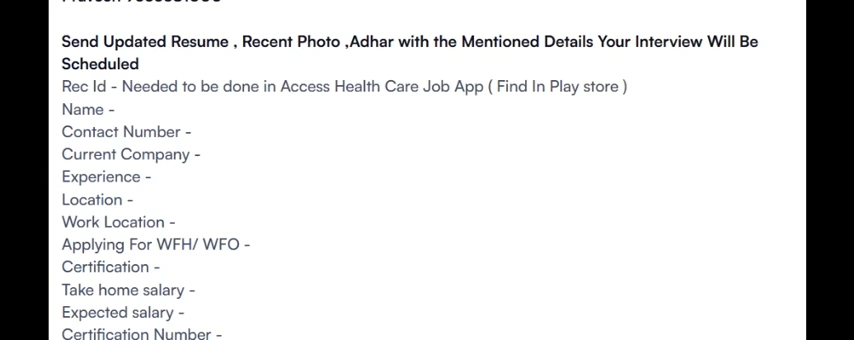 Send Updated Resume , Recent Photo ,Adhar with the Mentioned Details Your Interview Will Be
Scheduled
Rec Id - Needed to be done in Access Health Care Job App ( Find In Play store )
Name -
Contact Number -
Current Company -
Experience -
Location -
Work Location -
Applying For WFH/ WFO -
Certification -
Take home salary -
Expected salary -
Certification Number -